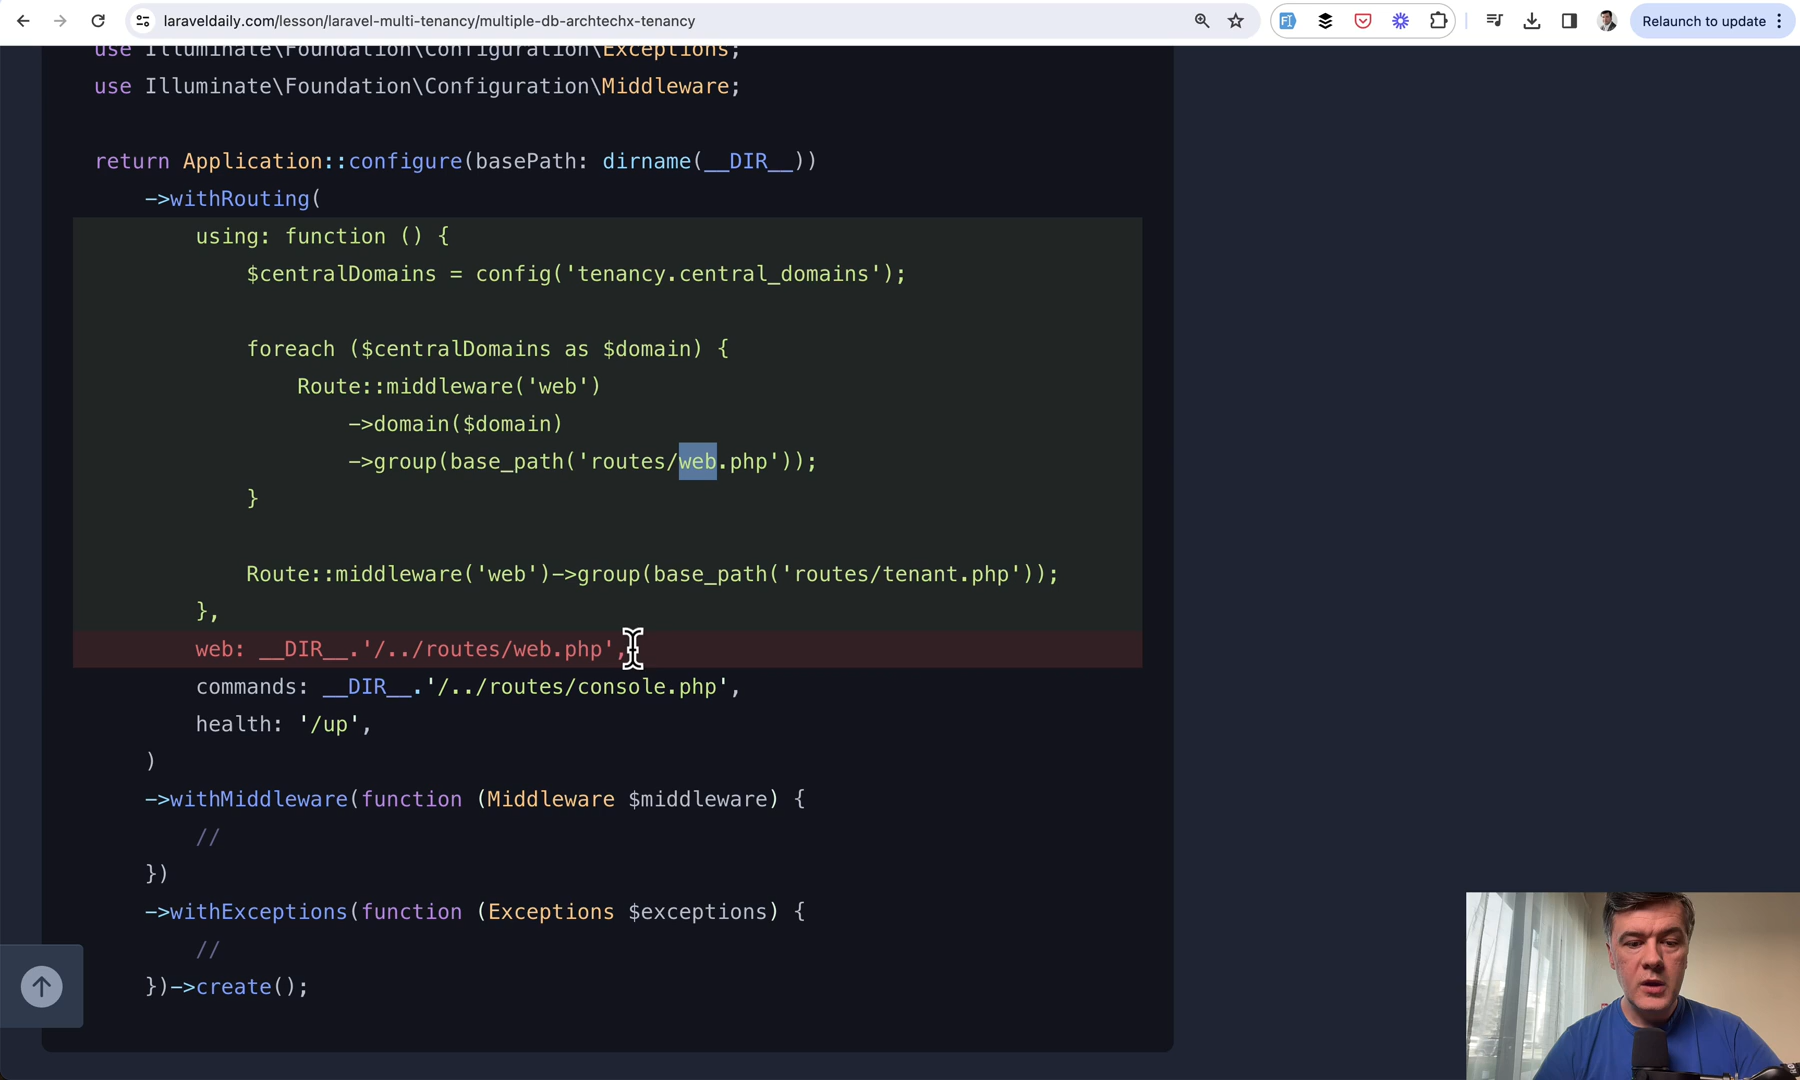 laraveldaily.com/lesson/laravel-multi-tenancy/multiple-db-archtechx-tenancy
Relaunch to update
use Illuminate\Foundation\Configuration\Exceptions;
use Illuminate\Foundation\Configuration\Middleware;
return Application::configure(basePath: dirname(__DIR__))
->withRouting(
using: function () {
$centralDomains = config('tenancy.central_domains');
foreach ($centralDomains as $domain) {
Route::middleware('web')
->domain($domain)
->group(base_path('routes/web.php'));
}
Route::middleware('web')->group(base_path('routes/tenant.php'));
},
web: __DIR__.'/../routes/web.php',
commands: __DIR__.'/../routes/console.php',
health: '/up',
)
->withMiddleware(function (Middleware $middleware) {
//
})
->withExceptions(function (Exceptions $exceptions) {
//
})->create();